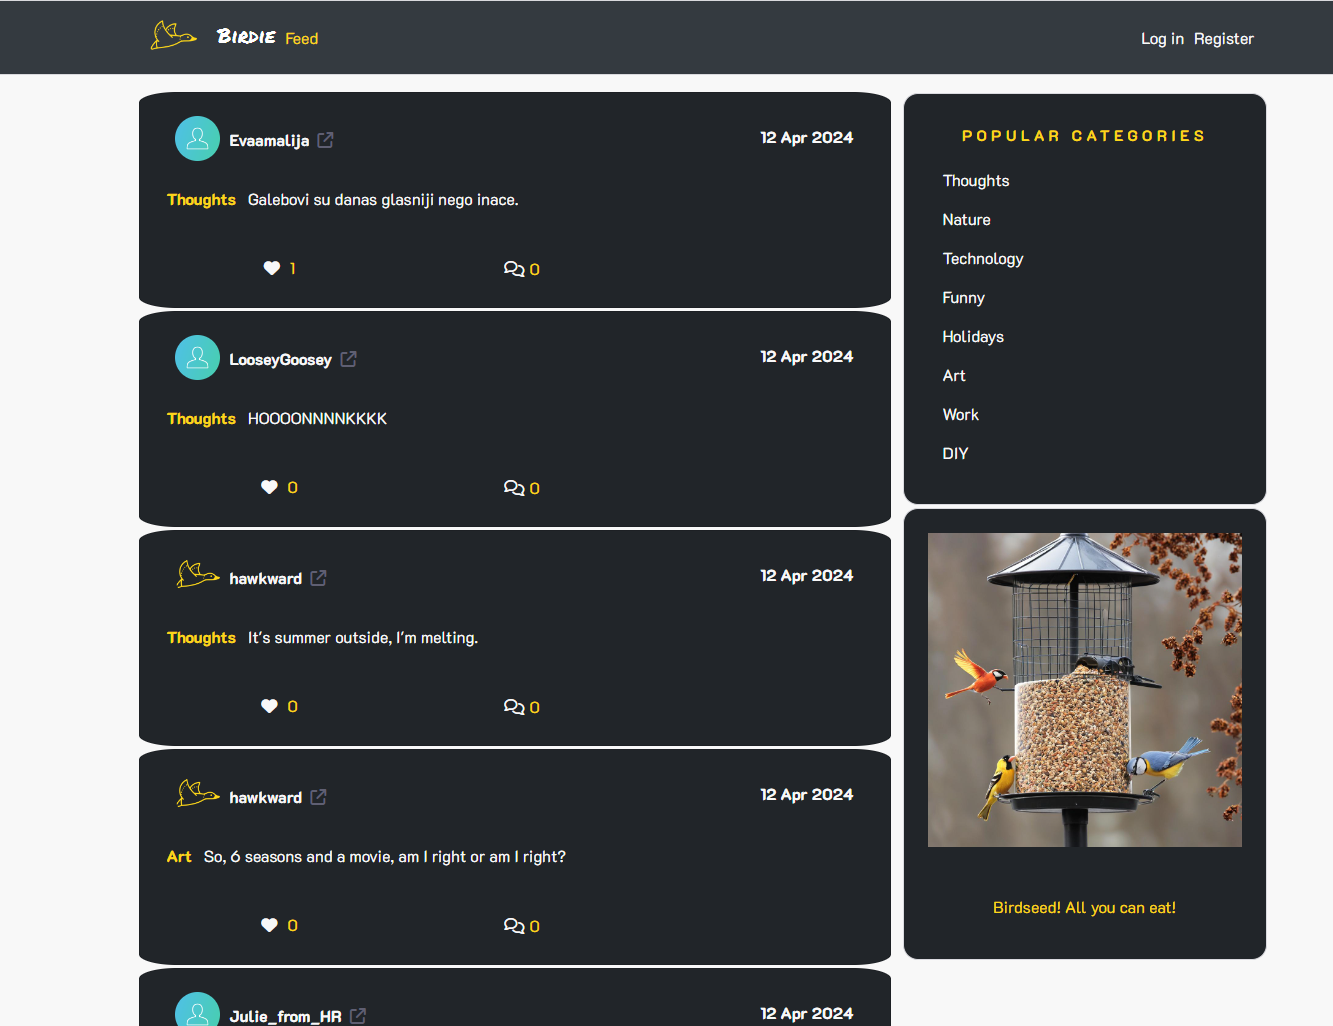 Birdie Feed Log in Register
Evaamalija 12 Apr 2024
Thoughts Galebovi su danas glasniji nego inace.
1 0
LooseyGoosey 12 Apr 2024
Thoughts HOOOONNNNKKKK
0 0
hawkward 12 Apr 2024
Thoughts It's summer outside, I'm melting.
0 0
hawkward 12 Apr 2024
Art So, 6 seasons and a movie, am I right or am I right?
0 0
Julie_from_HR 12 Apr 2024
POPULAR CATEGORIES
Thoughts
Nature
Technology
Funny
Holidays
Art
Work
DIY
Birdseed! All you can eat!